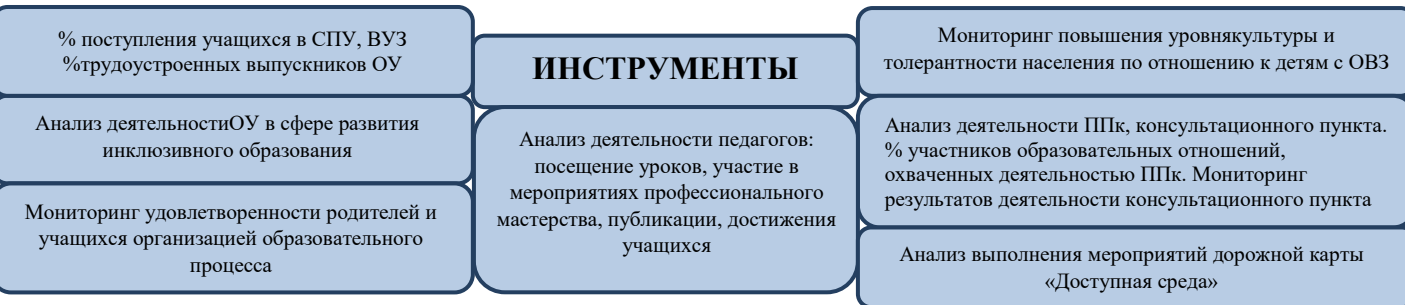 % поступления учащихся в СПУ, ВУЗ
%трудоустроенных выпускников ОУ
Анализ деятельностиОУ в сфере развития
инклюзивного образования
Мониторинг удовлетворенности родителей и
учащихся организацией образовательного
процесса
ИНСТРУМЕНТЫ
Анализ деятельности педагогов:
посещение уроков, участие в
мероприятиях профессионального
мастерства, публикации, достижения
учащихся
Мониторинг повышения уровнякультуры и
толерантности населения по отношению к детям с ОВЗ
Анализ деятельности ППк, консультационного пункта.
% участников образовательных отношений,
охваченных деятельностью ППк. Мониторинг
результатов деятельности консультационного пункта
Анализ выполнения мероприятий дорожной карты
«Доступная среда»